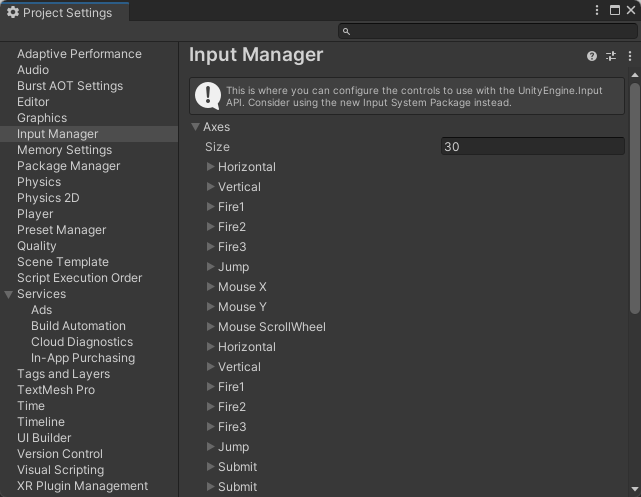 Project Settings
Adaptive Performance
Audio
Burst AOT Settings
Editor
Graphics
Input Manager
Memory Settings
Package Manager
Physics
Physics 2D
Player
Preset Manager
Quality
Scene Template
Script Execution Order
Services
Ads
Build Automation
Cloud Diagnostics
In-App Purchasing
Tags and Layers
TextMesh Pro
Time
Timeline
UI Builder
Version Control
Visual Scripting
XR Plugin Management
Input Manager
This is where you can configure the controls to use with the UnityEngine.Input
API. Consider using the new Input System Package instead.
Axes
Size 30
Horizontal
Vertical
Fire1
Fire2
Fire3
Jump
Mouse X
Mouse Y
Mouse ScrollWheel
Horizontal
Vertical
Fire1
Fire2
Fire3
Jump
Submit
Submit